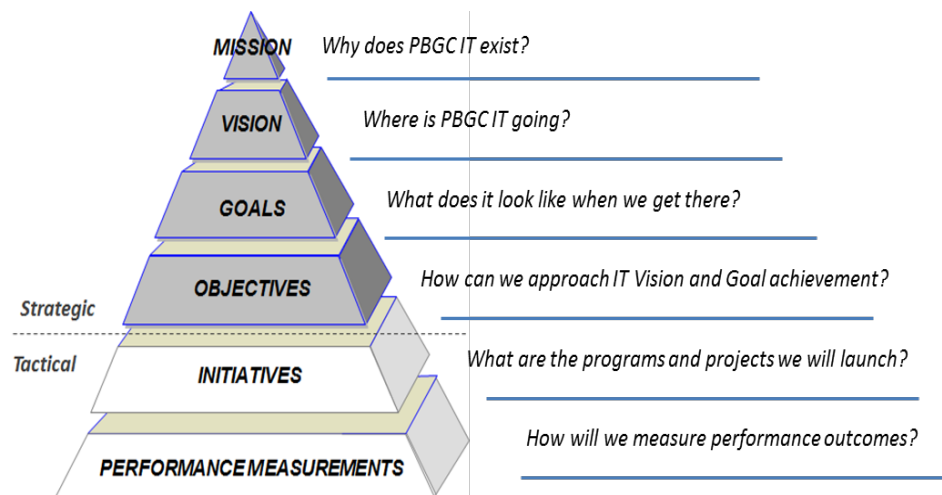 MISSION
Why does PBGC IT exist?
VISION
Where is PBGC IT going?
GOALS
What does it look like when we get there?
OBJECTIVES
How can we approach IT Vision and Goal achievement?
Strategic
Tactical
INITIATIVES
What are the programs and projects we will launch?
PERFORMANCE MEASUREMENTS
How will we measure performance outcomes?